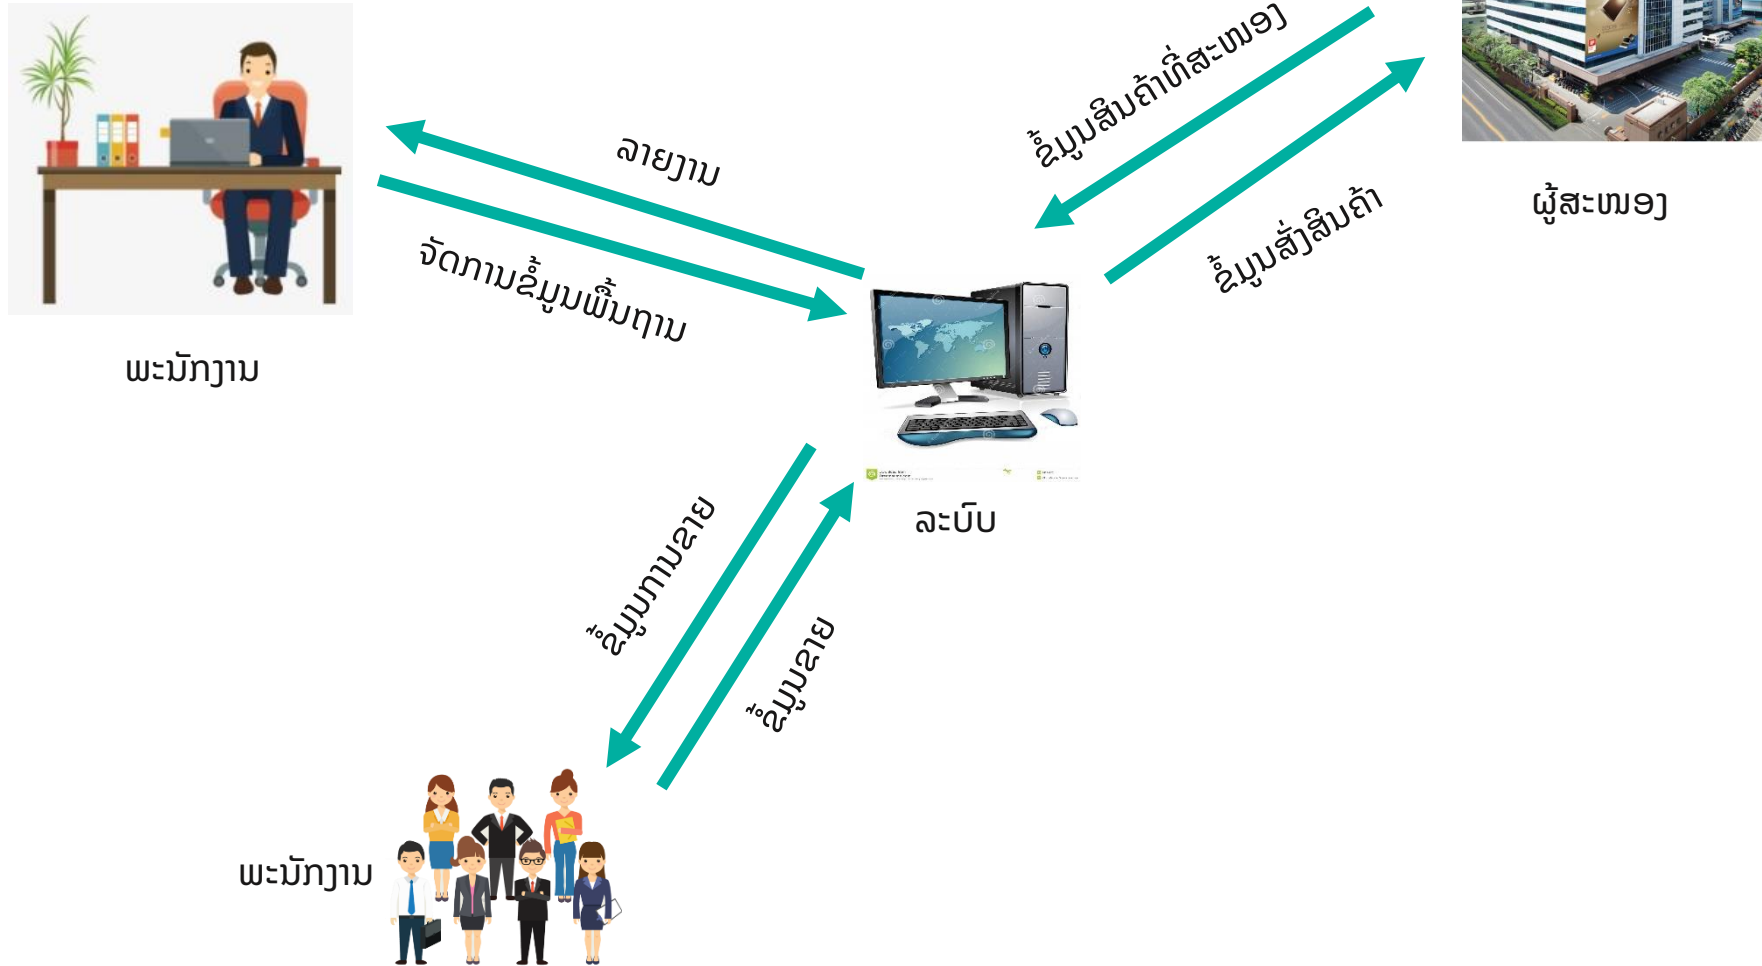 ຂໍ້ມູນສິນຄ້າທີ່ສະໜອງ
ລາຍງານ
ຜູ້ສະໜອງ
ຂໍ້ມູນສັ່ງສິນຄ້າ
ຈັດການຂໍ້ມູນພື້ນຖານ
ພະນັກງານ
ລະບົບ
ຂໍ້ມູນການຂາຍ
ຂໍ້ມູນຂາຍ
ພະນັກງານ